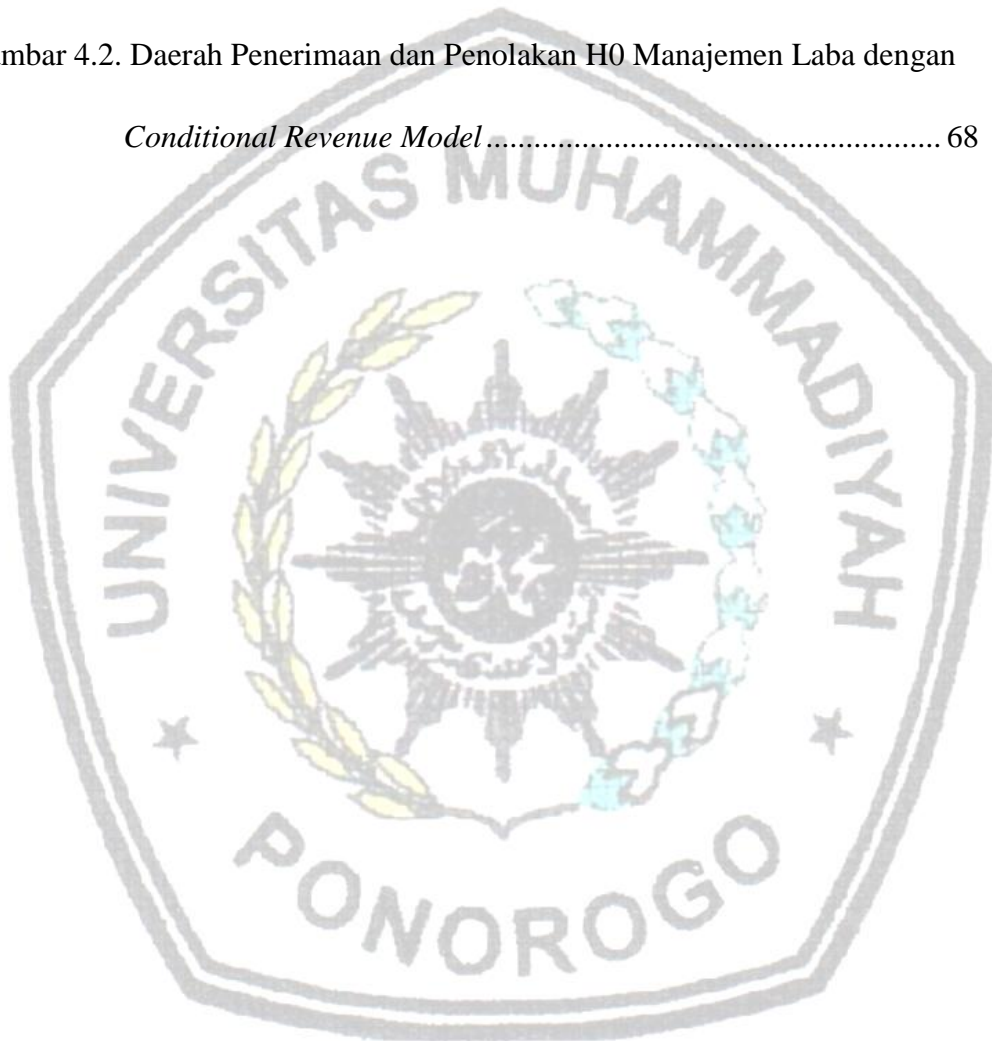 mbar 4.2. Daerah Penerimaan dan Penolakan H0 Manajemen Laba dengan
Conditional Revenue Model......................................................... 68
UNIVERSITAS MUHAMMADIYAH
PONOROGO